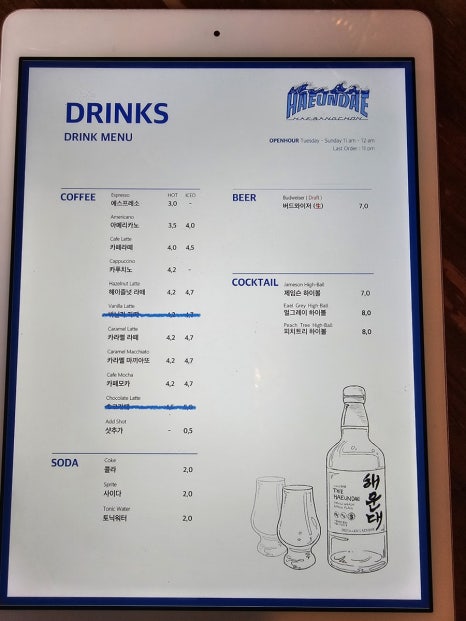 HAEUNDAE
HAEBANGCHON
DRINKS
DRINK MENU
OPENHOUR Tuesday - Sunday 11 am - 12 am
Last Order : 11 pm
COFFEE
HOT ICED
Espresso
에스프레소 3,0 -
Americano
아메리카노 3,5 4,0
Cafe Latte
카페라떼 4,0 4,5
Cappuccino
카푸치노 4,2 -
Hazelnut Latte
헤이즐넛 라떼 4,2 4,7
Vanilla Latte
4,2 4,7
Caramel Latte
카라멜 라떼 4,2 4,7
Caramel Macchiato
카라멜 마끼아또 4,2 4,7
Cafe Mocha
카페모카 4,2 4,7
Chocolate Latte
Add Shot
샷추가 - 0,5
SODA
Coke
콜라 2,0
Sprite
사이다 2,0
Tonic Water
토닉워터 2,0
BEER
Budweiser ( Draft )
버드와이저 (生) 7,0
COCKTAIL
Jameson High-Ball
제임슨 하이볼 7,0
Earl Grey High-Ball
얼그레이 하이볼 8,0
Peach Tree High-Ball
피치트리 하이볼 8,0
THE
HAEUNDAE
해운대